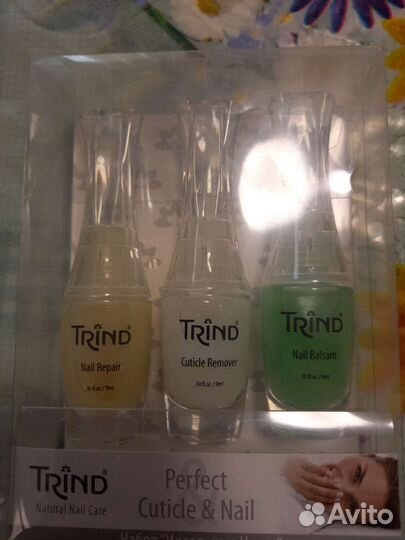 TRIND®
Nail Repair
.30 fl.oz. / 9ml
TRIND®
Cuticle Remover
.30 fl.oz. / 9ml
TRIND®
Nail Balsam
.30 fl.oz. / 9ml
TRIND®
Natural Nail Care
Perfect
&
Cuticle & Nail
Avito